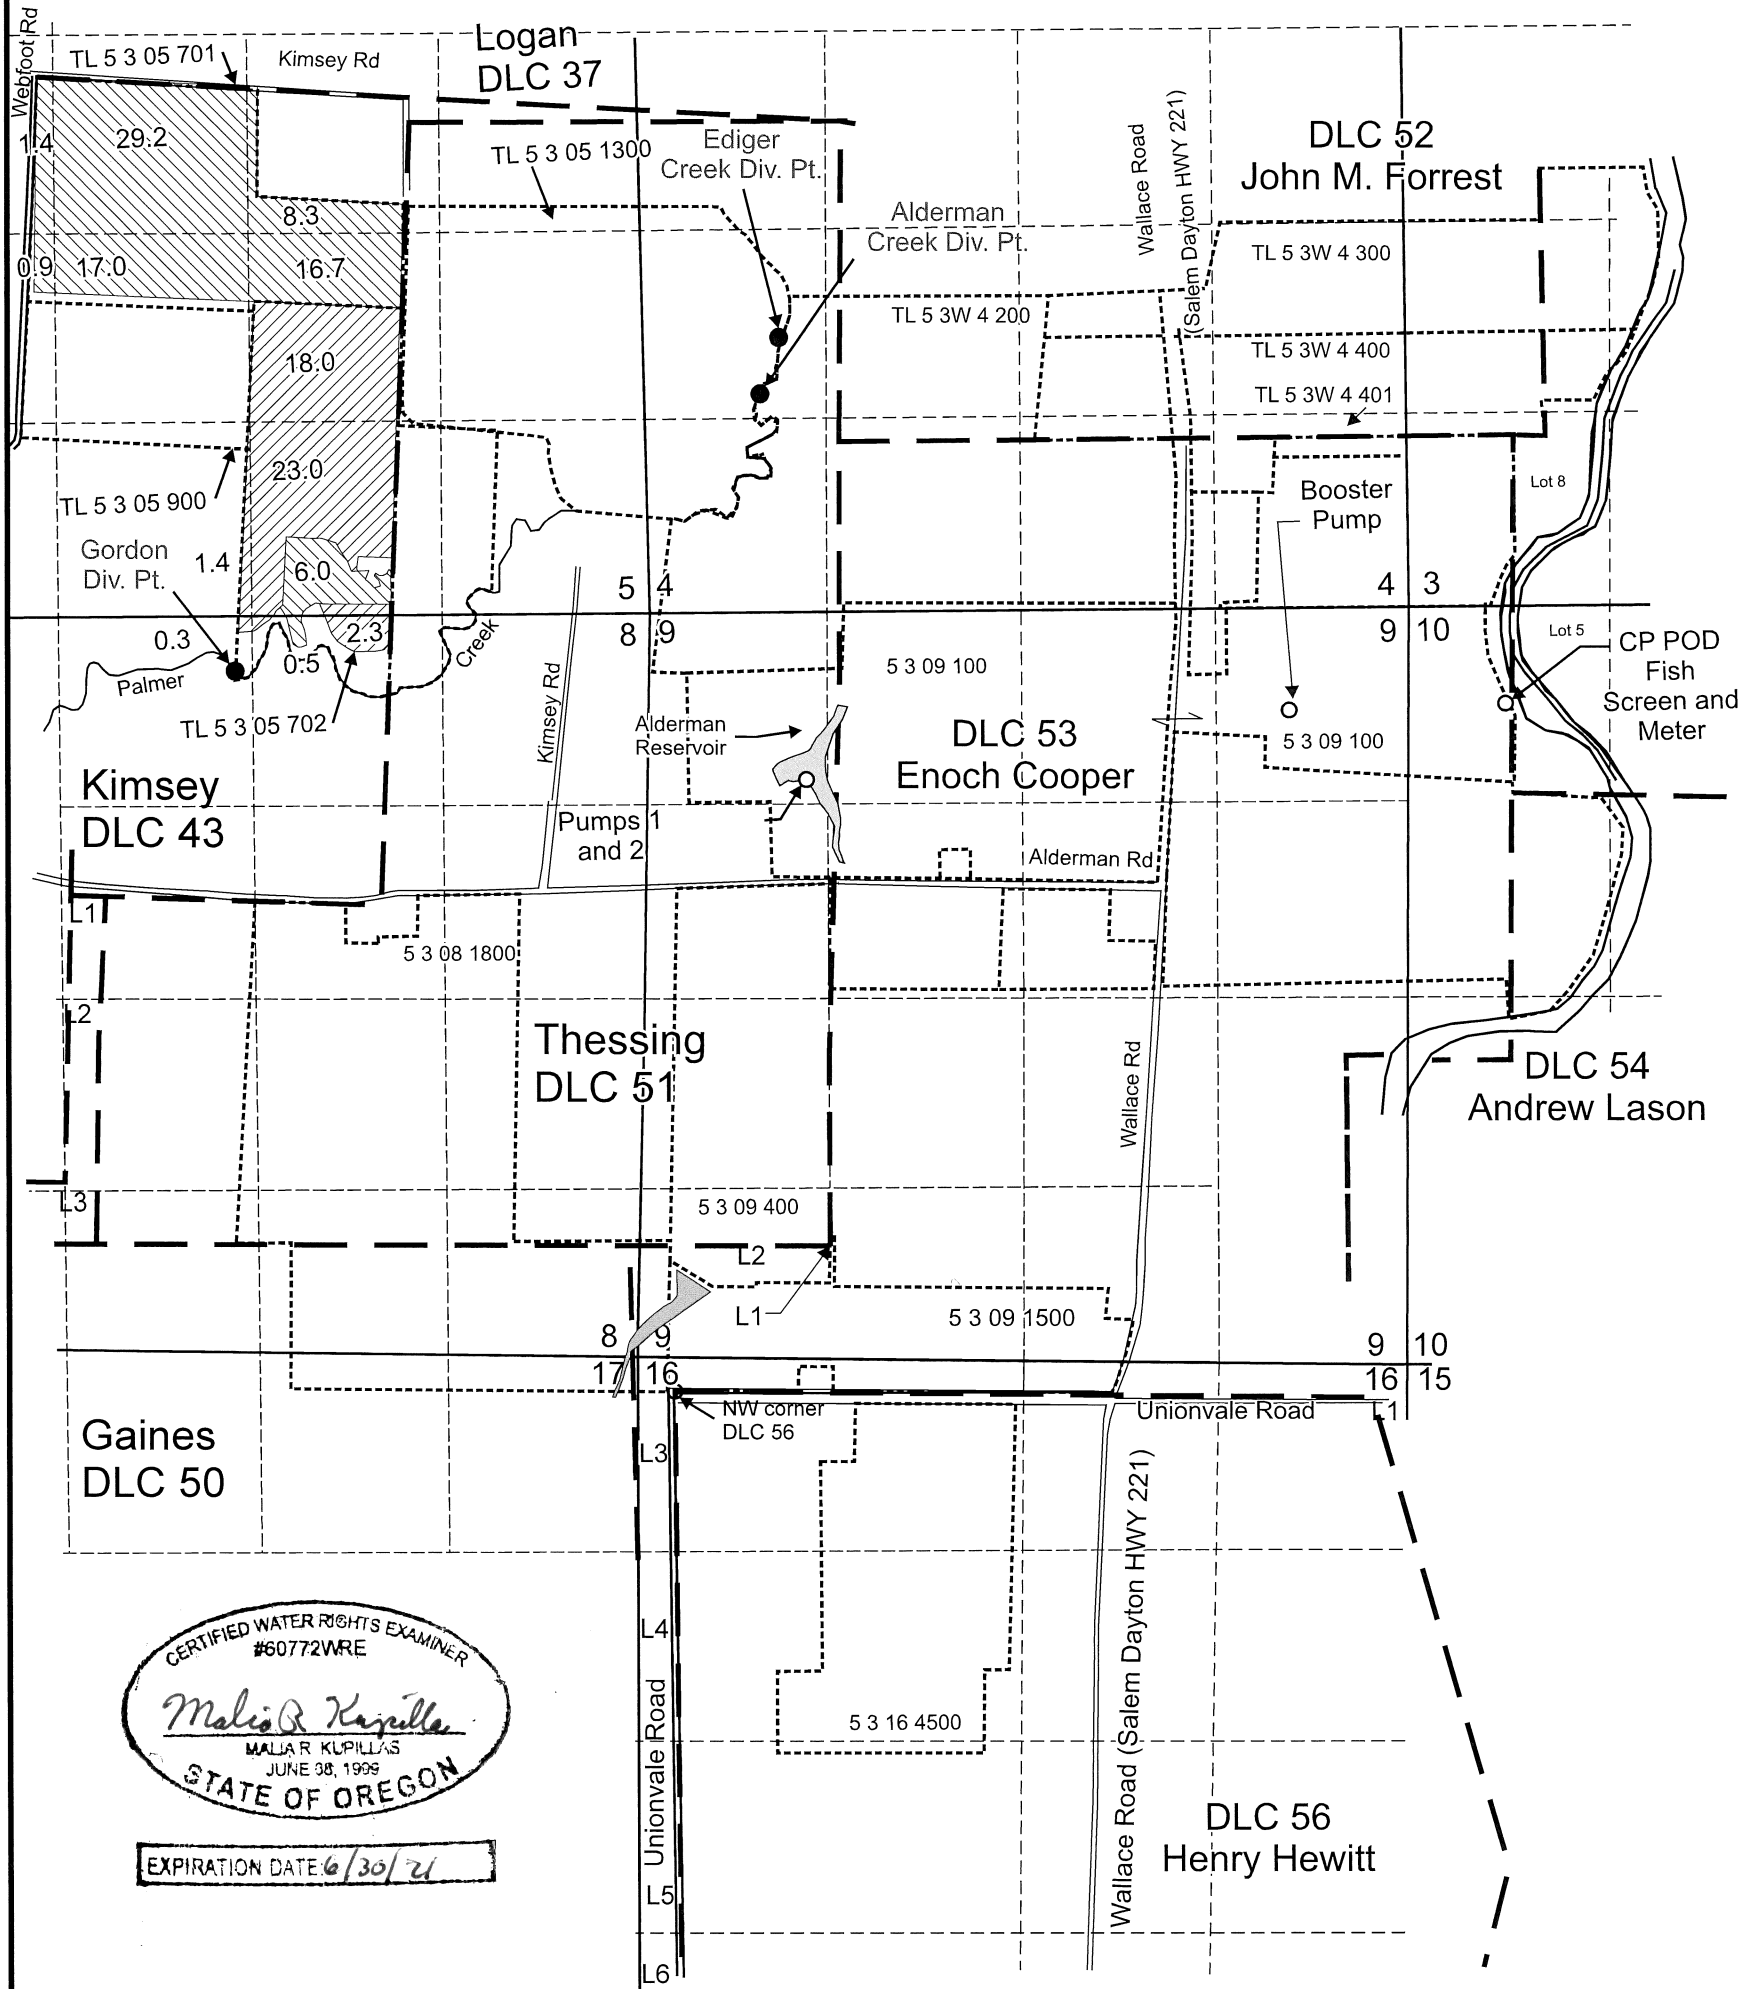 Webfoot Rd
TL 5 3 05 701
Kimsey Rd
Logan
DLC 37
1.4
29.2
TL 5 3 05 1300
Ediger
Creek Div. Pt.
Wallace Road
Wallace Road
(Salem Dayton HWY 221)
DLC 52
John M. Forrest
8.3
Alderman
Creek Div. Pt.
0.9
17.0
16.7
TL 5 3W 4 300
TL 5 3W 4 200
18.0
TL 5 3W 4 400
TL 5 3W 4 401
23.0
TL 5 3 05 900
Lot 8
Booster
Pump
Gordon
Div. Pt.
1.4
6.0
5
4
4
3
0.3
2.3
8
9
9
10
Lot 5
CP POD
Fish
Screen and
Meter
0.5
Palmer
Creek
5 3 09 100
TL 5 3 05 702
Kimsey Rd
Alderman
Reservoir
DLC 53
Enoch Cooper
5 3 09 100
Kimsey
DLC 43
Pumps 1
and 2
Alderman Rd
L1
5 3 08 1800
L2
Thessing
DLC 51
Wallace Rd
DLC 54
Andrew Lason
L3
5 3 09 400
L2
L1
5 3 09 1500
8
9
9
10
17
16
16
15
NW corner
DLC 56
Unionvale Road
L1
Gaines
DLC 50
L3
L4
Unionvale Road
Wallace Road (Salem Dayton HWY 221)
CERTIFIED WATER RIGHTS EXAMINER
#60772WRE
Malia R Kupillas
MALIA R KUPILLAS
JUNE 08, 1999
STATE OF OREGON
5 3 16 4500
DLC 56
Henry Hewitt
EXPIRATION DATE: 6/30/21
L5
L6